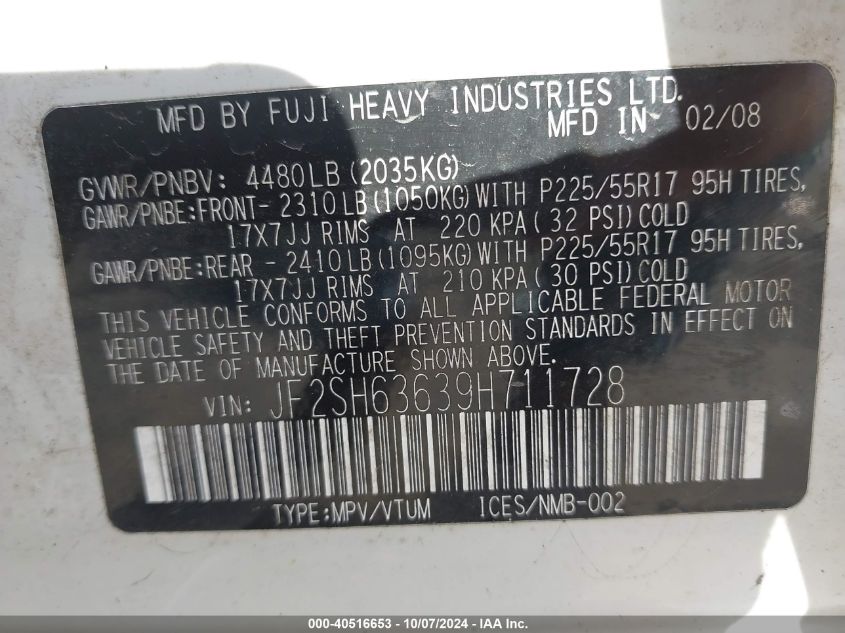 MFD BY FUJI HEAVY INDUSTRIES LTD.
MFD IN 02/08
GVWR/PNBV: 4480LB (2035KG)
GAWR/PNBE:FRONT- 2310LB(1050KG)WITH P225/55R17 95H TIRES,
17X7JJ RIMS AT 220 KPA( 32 PSI) COLD
GAWR/PNBE:REAR - 2410LB(1095KG)WITH P225/55R17 95H TIRES,
17X7JJ RIMS AT 210 KPA( 30 PSI) COLD
THIS VEHICLE CONFORMS TO ALL APPLICABLE FEDERAL MOTOR
VEHICLE SAFETY AND THEFT PREVENTION STANDARDS IN EFFECT ON
THE DATE OF MANUFACTURE SHOWN ABOVE.
VIN: JF2SH63639H711728
TYPE:MPV/VTUM ICES/NMB-002
000-40516653 - 10/07/2024 - IAA Inc.